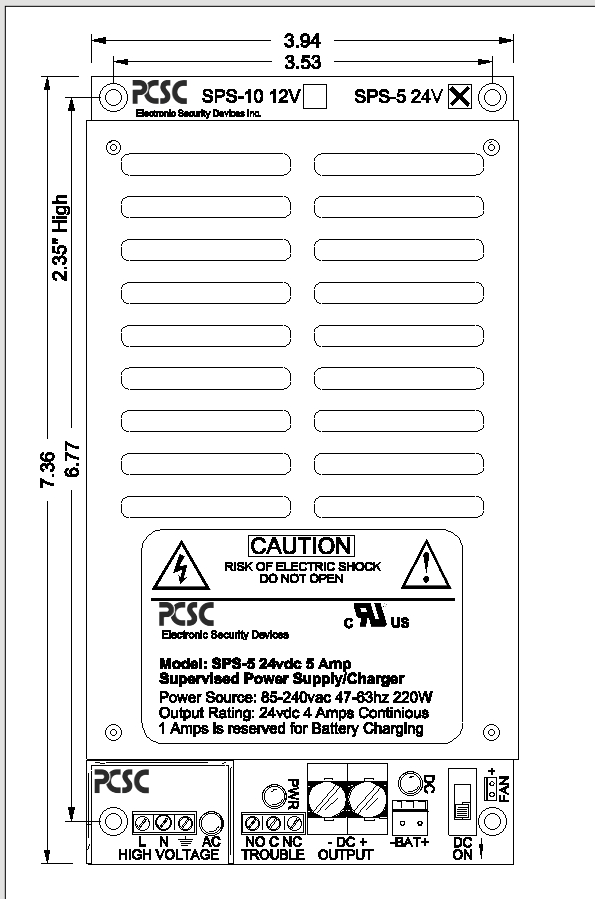 3.94
3.53
PCSC SPS-10 12V SPS-5 24V
Electronic Security Devices Inc.
2.35" High
7.36
6.77
CAUTION
RISK OF ELECTRIC SHOCK
DO NOT OPEN
PCSC
Electronic Security Devices
C RU US
Model: SPS-5 24vdc 5 Amp
Supervised Power Supply/Charger
Power Source: 85-240vac 47-63hz 220W
Output Rating: 24vdc 4 Amps Continious
1 Amps is reserved for Battery Charging
PCSC
PWR
DC
+
FAN
L N AC
HIGH VOLTAGE
NO C NC
TROUBLE
- DC +
OUTPUT
-BAT+
DC
ON